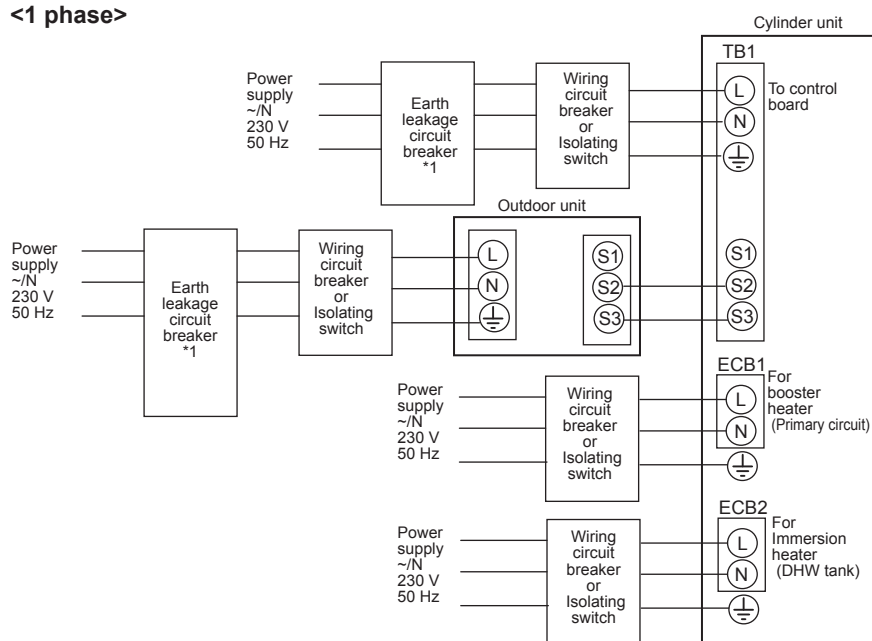 <1 phase>
Cylinder unit
TB1
Power
supply
~/N
230 V
50 Hz
Earth
leakage
circuit
breaker
*1
Wiring
circuit
breaker
or
Isolating
switch
L
N
To control
board
Outdoor unit
Power
supply
~/N
230 V
50 Hz
Earth
leakage
circuit
breaker
*1
Wiring
circuit
breaker
or
Isolating
switch
L
N
S1
S2
S3
S1
S2
S3
ECB1
Power
supply
~/N
230 V
50 Hz
Wiring
circuit
breaker
or
Isolating
switch
L
N
For
booster
heater
(Primary circuit)
ECB2
Power
supply
~/N
230 V
50 Hz
Wiring
circuit
breaker
or
Isolating
switch
L
N
For
Immersion
heater
(DHW tank)